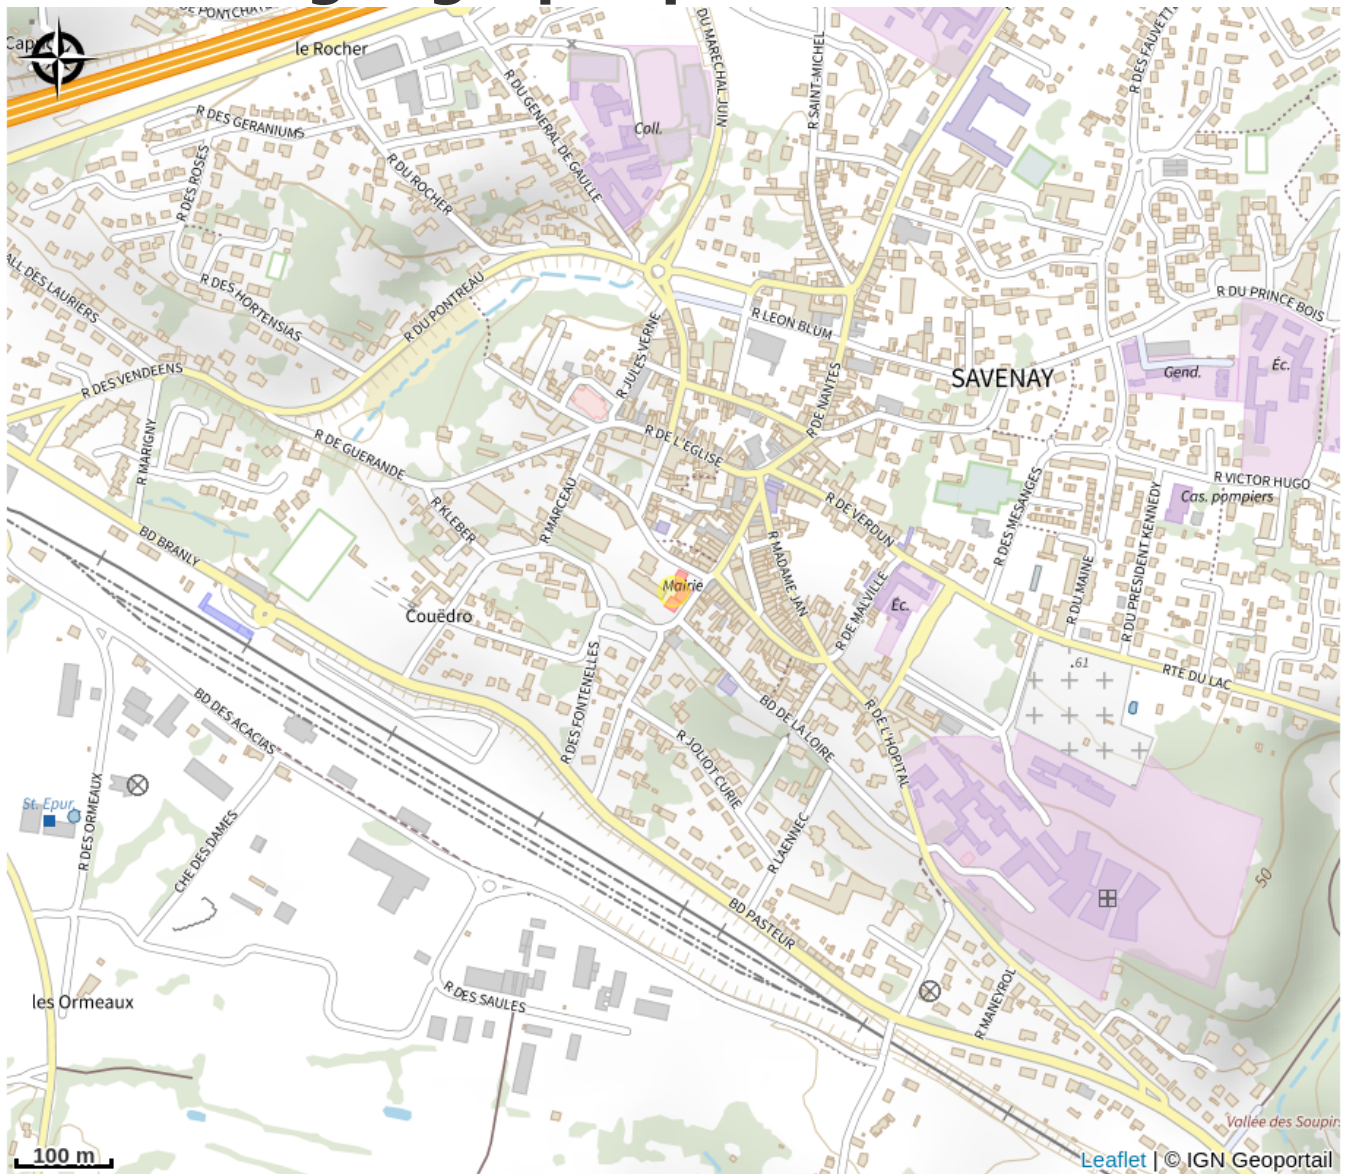 le Rocher
R DU MARECHAL JUIN
R SAINT-MICHEL
R DES FAUVETT
R DU GENERAL DE GAULLE
Coll.
R DES GERANIUMS
R DU ROCHER
R DES ROSES
ALL DES LAURIERS
R DES HORTENSIAS
R DU PONTREAU
R JULES VERNE
R LEON BLUM
R DU PRINCE BOIS
Gend.
Éc.
SAVENAY
R DES VENDEENS
R DE NANTES
R MARIGNY
R DE GUERANDE
R DE L'EGLISE
R VICTOR HUGO
Cas. pompiers
R KLEBER
R MARCEAU
R DE VERDUN
R DES MESANGES
R DU PRESIDENT KENNEDY
BD BRANLY
R MADAME JAN
Mairie
R DE MALVILLE
Éc.
R DU MAINE
Couëdro
61
RTE DU LAC
R DES FONTENELLES
BD DES ACACIAS
BD DE LA LOIRE
R DE L'HOPITAL
R JOLIOT CURIE
St. Epur.
R DES ORMEAUX
CHE DES DAMES
R LAENNEC
50
BD PASTEUR
les Ormeaux
R DES SAULES
R MANEYROL
Vallée des Soupirs
100 m
Leaflet | © IGN Geoportail